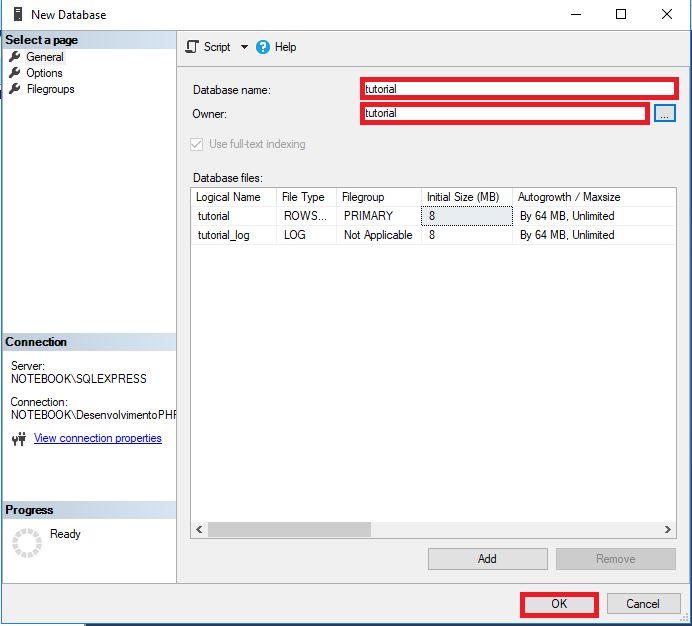 New Database
Select a page
General
Options
Filegroups
Script
Help
Database name:
tutorial
Owner:
tutorial
...
Use full-text indexing
Database files:
Logical Name File Type Filegroup Initial Size (MB) Autogrowth / Maxsize
tutorial ROWS... PRIMARY 8 By 64 MB, Unlimited
tutorial_log LOG Not Applicable 8 By 64 MB, Unlimited
Connection
Server:
NOTEBOOK\SQLEXPRESS
Connection:
NOTEBOOK\DesenvolvimentoPHP
View connection properties
Progress
Ready
Add
Remove
OK
Cancel